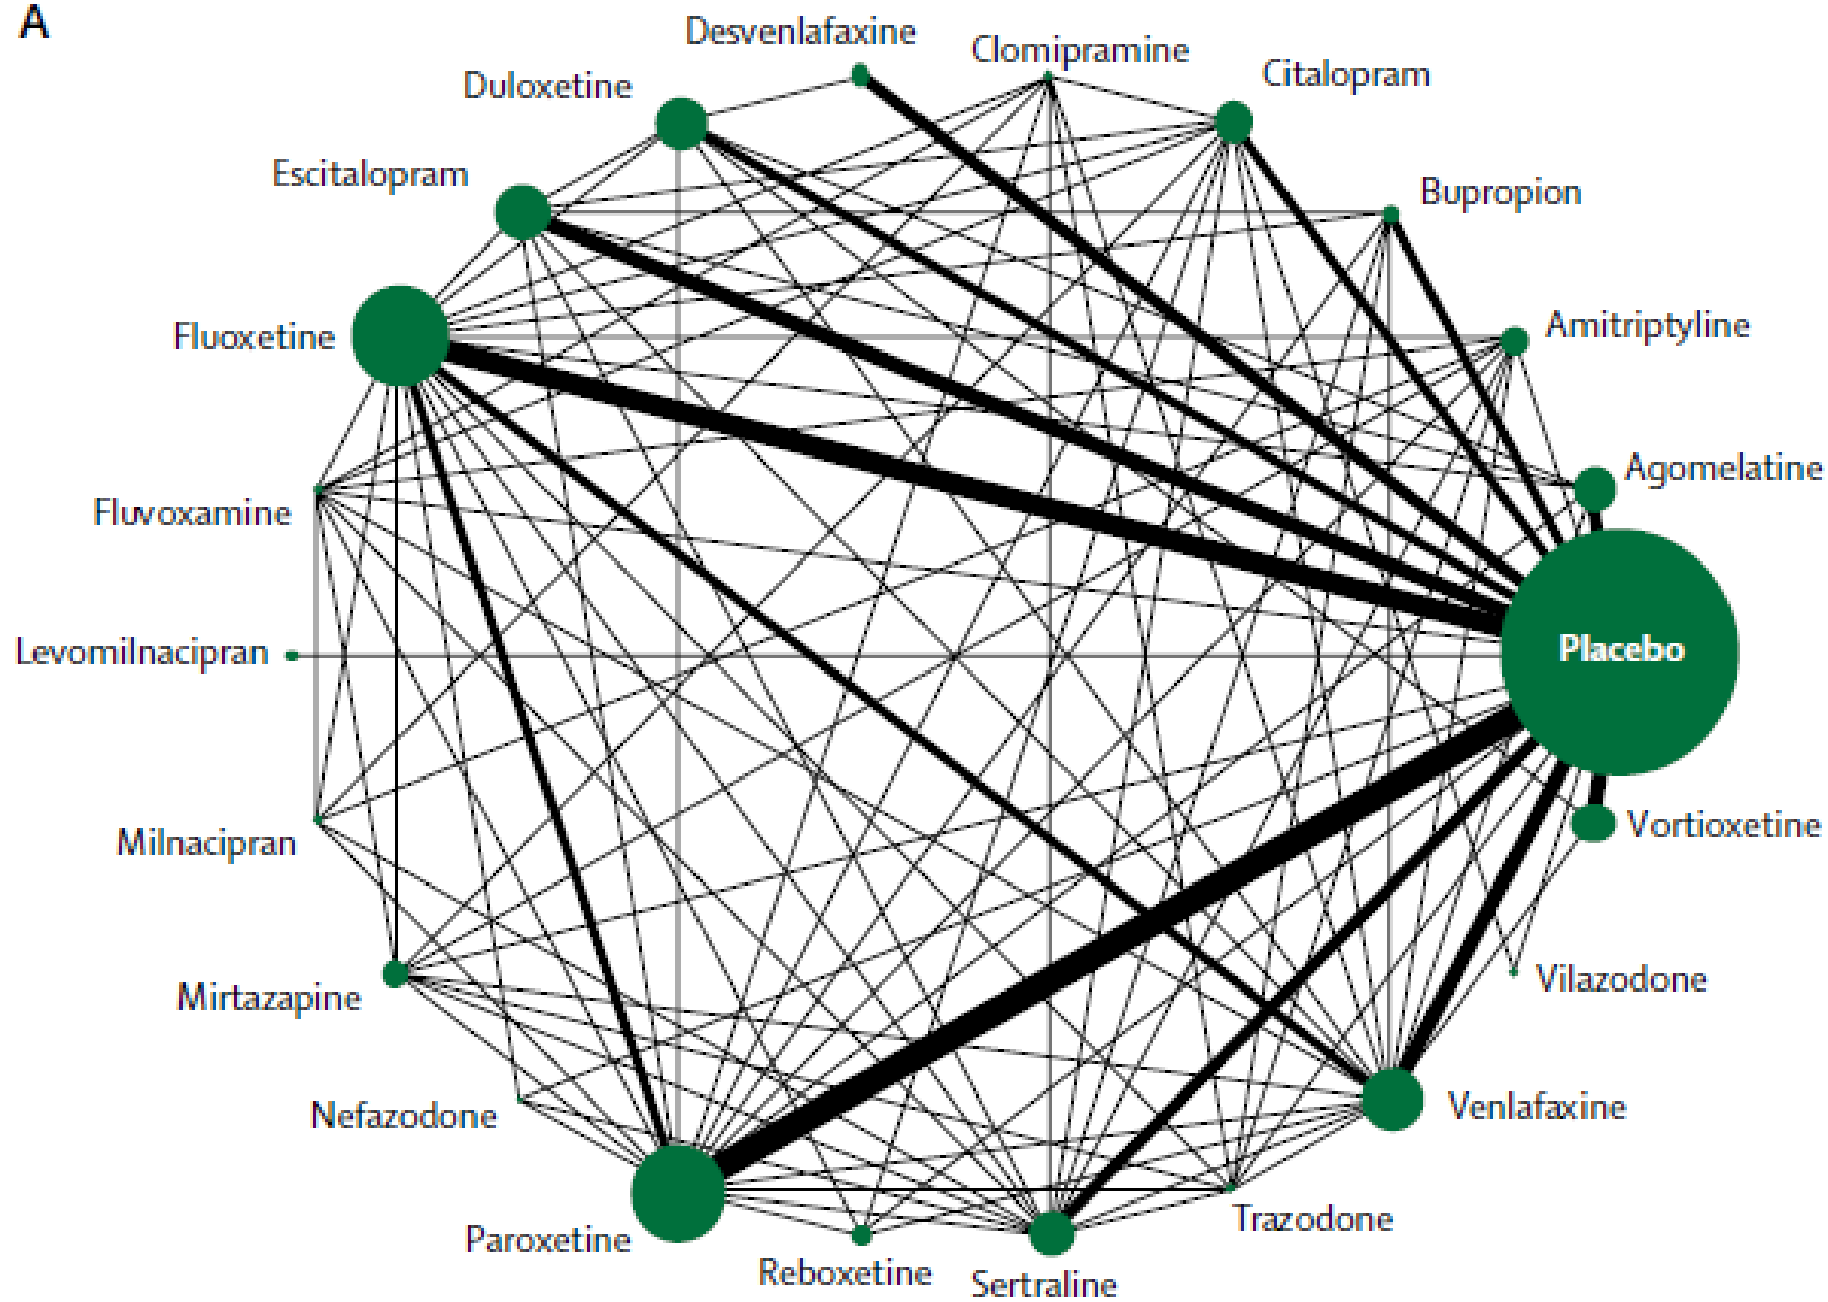 A
Desvenlafaxine
Clomipramine
Citalopram
Duloxetine
Escitalopram
Bupropion
Fluoxetine
Amitriptyline
Agomelatine
Fluvoxamine
Levomilnacipran
Placebo
Vortioxetine
Milnacipran
Vilazodone
Mirtazapine
Nefazodone
Venlafaxine
Paroxetine
Trazodone
Reboxetine
Sertraline